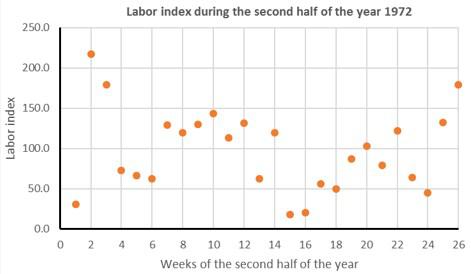 Labor index during the second half of the year 1972
250.0
200.0
150.0
100.0
50.0
0.0
Labor index
0 2 4 6 8 10 12 14 16 18 20 22 24 26
Weeks of the second half of the year